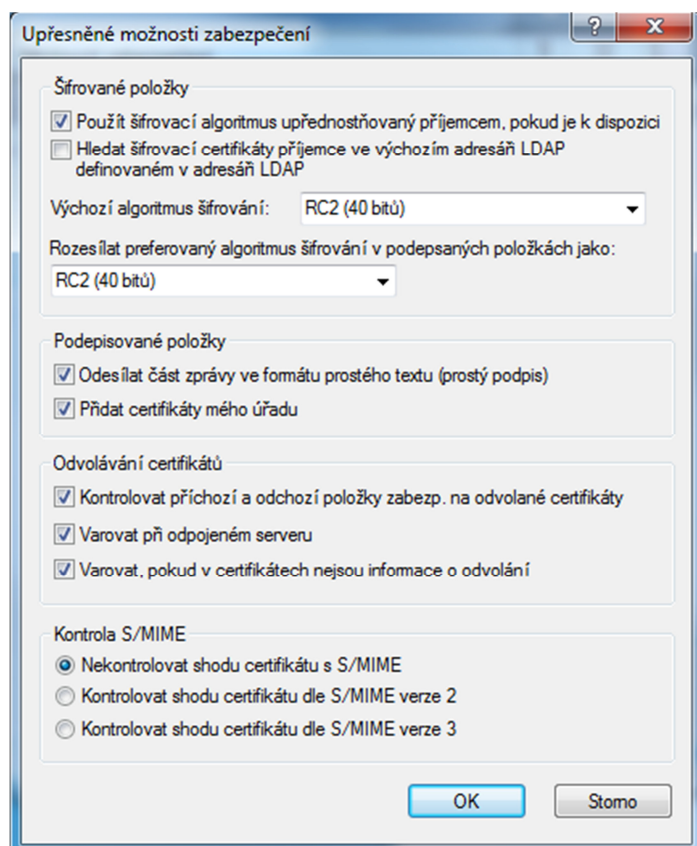 Upřesněné možnosti zabezpečení
?
Šifrované položky
Použít šifrovací algoritmus upřednostňovaný příjemcem, pokud je k dispozici
Hledat šifrovací certifikáty příjemce ve výchozím adresáři LDAP
definovaném v adresáři LDAP
Výchozí algoritmus šifrování: RC2 (40 bitů)
Rozesílat preferovaný algoritmus šifrování v podepsaných položkách jako:
RC2 (40 bitů)
Podepisované položky
Odesílat část zprávy ve formátu prostého textu (prostý podpis)
Přidat certifikáty mého úřadu
Odvolávání certifikátů
Kontrolovat příchozí a odchozí položky zabezp. na odvolané certifikáty
Varovat při odpojeném serveru
Varovat, pokud v certifikátech nejsou informace o odvolání
Kontrola S/MIME
Nekontrolovat shodu certifikátu s S/MIME
Kontrolovat shodu certifikátu dle S/MIME verze 2
Kontrolovat shodu certifikátu dle S/MIME verze 3
OK Storno